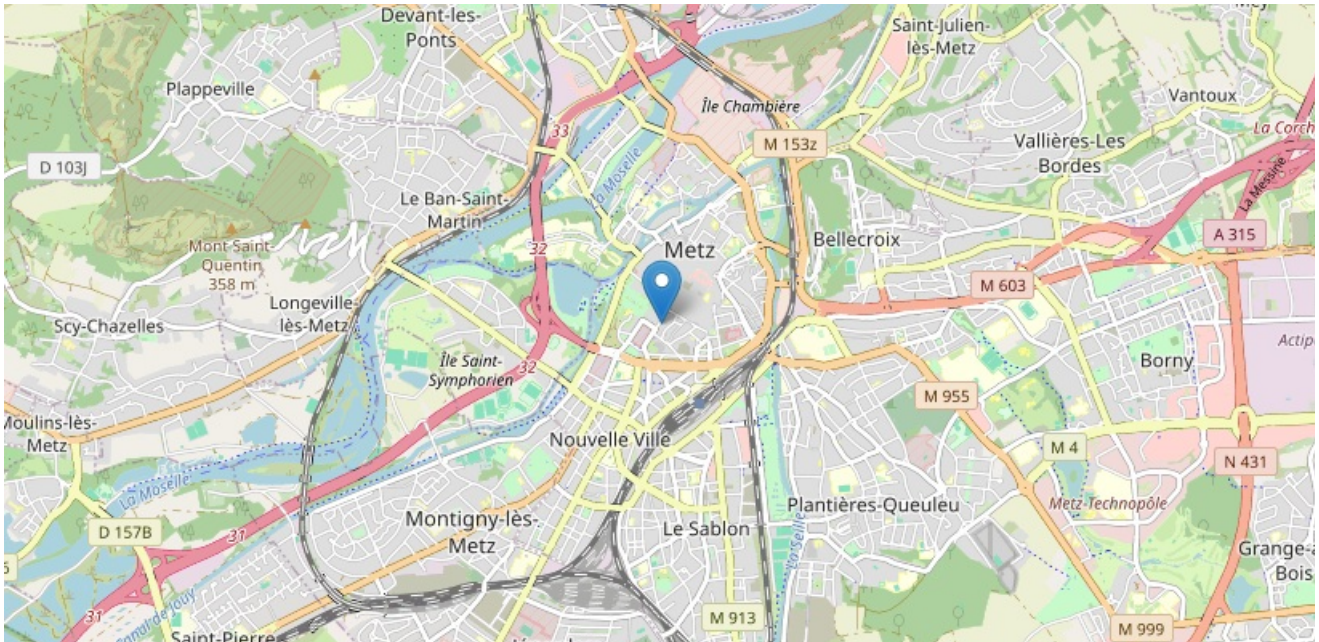 Devant-les-
Ponts
Saint-Julien-
lès-Metz
Plappeville
Île Chambière
Vantoux
33
M 153z
La Corch
Vallières-Les
Bordes
D 103J
La Moselle
La Messine
Le Ban-Saint-
Martin
A 315
Mont Saint-
Quentin
358 m
32
Metz
Bellecroix
M 603
Longeville-
lès-Metz
Scy-Chazelles
Actip
Île Saint-
Symphorien
32
Borny
M 955
Moulins-lès-
Metz
Nouvelle Ville
M 4
N 431
La Moselle
Plantières-Queuleu
Metz-Technopôle
D 157B
31
Montigny-lès-
Metz
Le Sablon
La Seille
Grange-a
Bois
31
Canal de Jouy
M 913
M 999
Saint-Pierre